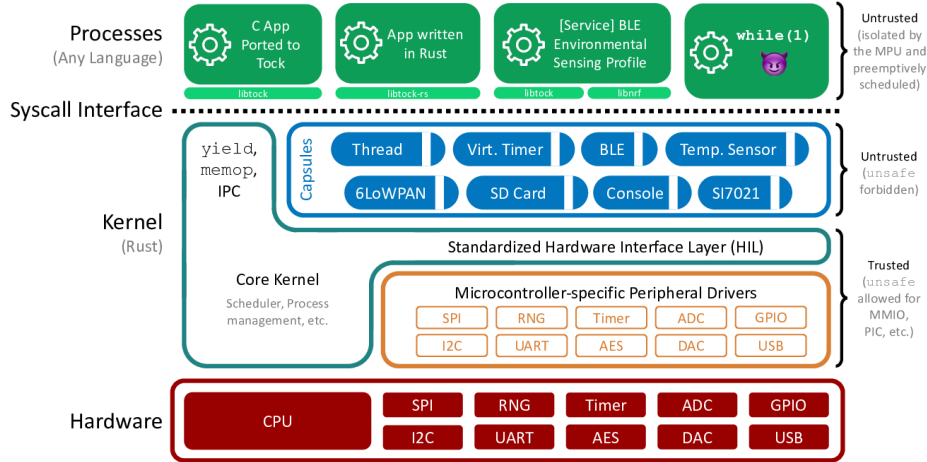 Processes
(Any Language)
C App
Ported to
Tock
libtock
App written
in Rust
libtock-rs
[Service] BLE
Environmental
Sensing Profile
libtock
libnrf
while(1)
Untrusted
(isolated by
the MPU and
preemptively
scheduled)
Syscall Interface
Kernel
(Rust)
yield,
memop,
IPC
Capsules
Thread
Virt. Timer
BLE
Temp. Sensor
6LoWPAN
SD Card
Console
SI7021
Untrusted
(unsafe
forbidden)
Standardized Hardware Interface Layer (HIL)
Core Kernel
Scheduler, Process
management, etc.
Microcontroller-specific Peripheral Drivers
SPI
RNG
Timer
ADC
GPIO
I2C
UART
AES
DAC
USB
Trusted
(unsafe
allowed for
MMIO,
PIC, etc.)
Hardware
CPU
SPI
RNG
Timer
ADC
GPIO
I2C
UART
AES
DAC
USB